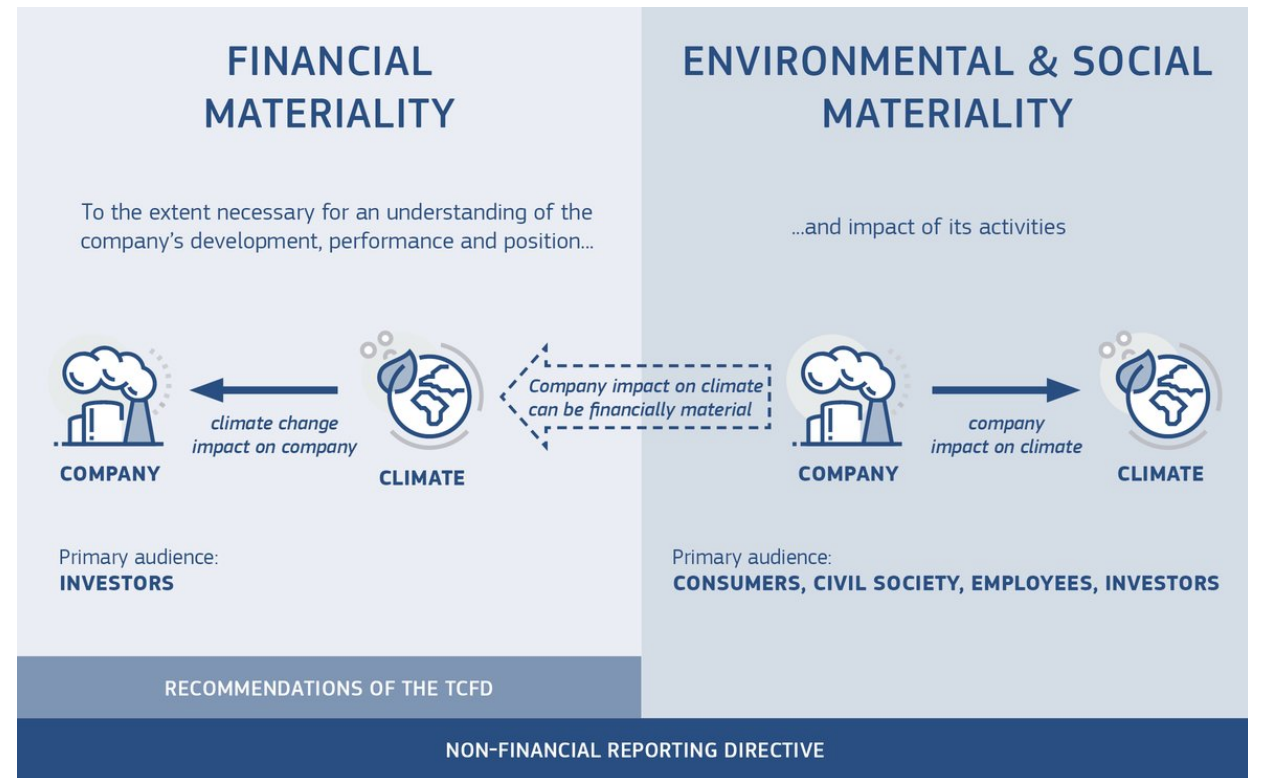 FINANCIAL
MATERIALITY
To the extent necessary for an understanding of the
company's development, performance and position...
climate change
impact on company
COMPANY
CLIMATE
Primary audience:
INVESTORS
RECOMMENDATIONS OF THE TCFD
Company impact on climate
can be financially material
ENVIRONMENTAL & SOCIAL
MATERIALITY
...and impact of its activities
company
impact on climate
COMPANY
CLIMATE
Primary audience:
CONSUMERS, CIVIL SOCIETY, EMPLOYEES, INVESTORS
NON-FINANCIAL REPORTING DIRECTIVE